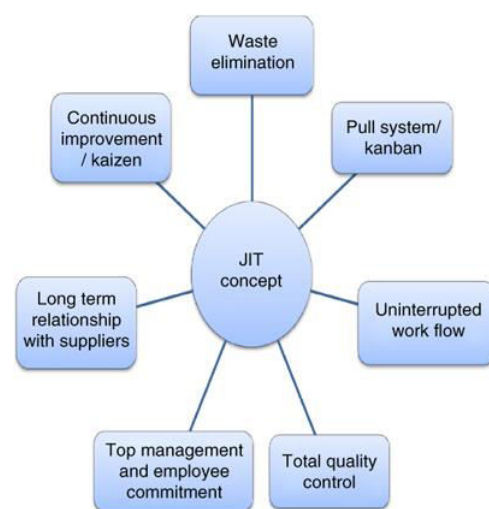 Waste
elimination
Continuous
improvement
/ kaizen
Pull system/
kanban
JIT
concept
Long term
relationship
with suppliers
Uninterrupted
work flow
Top management
and employee
commitment
Total quality
control